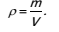 ρ = m/V.